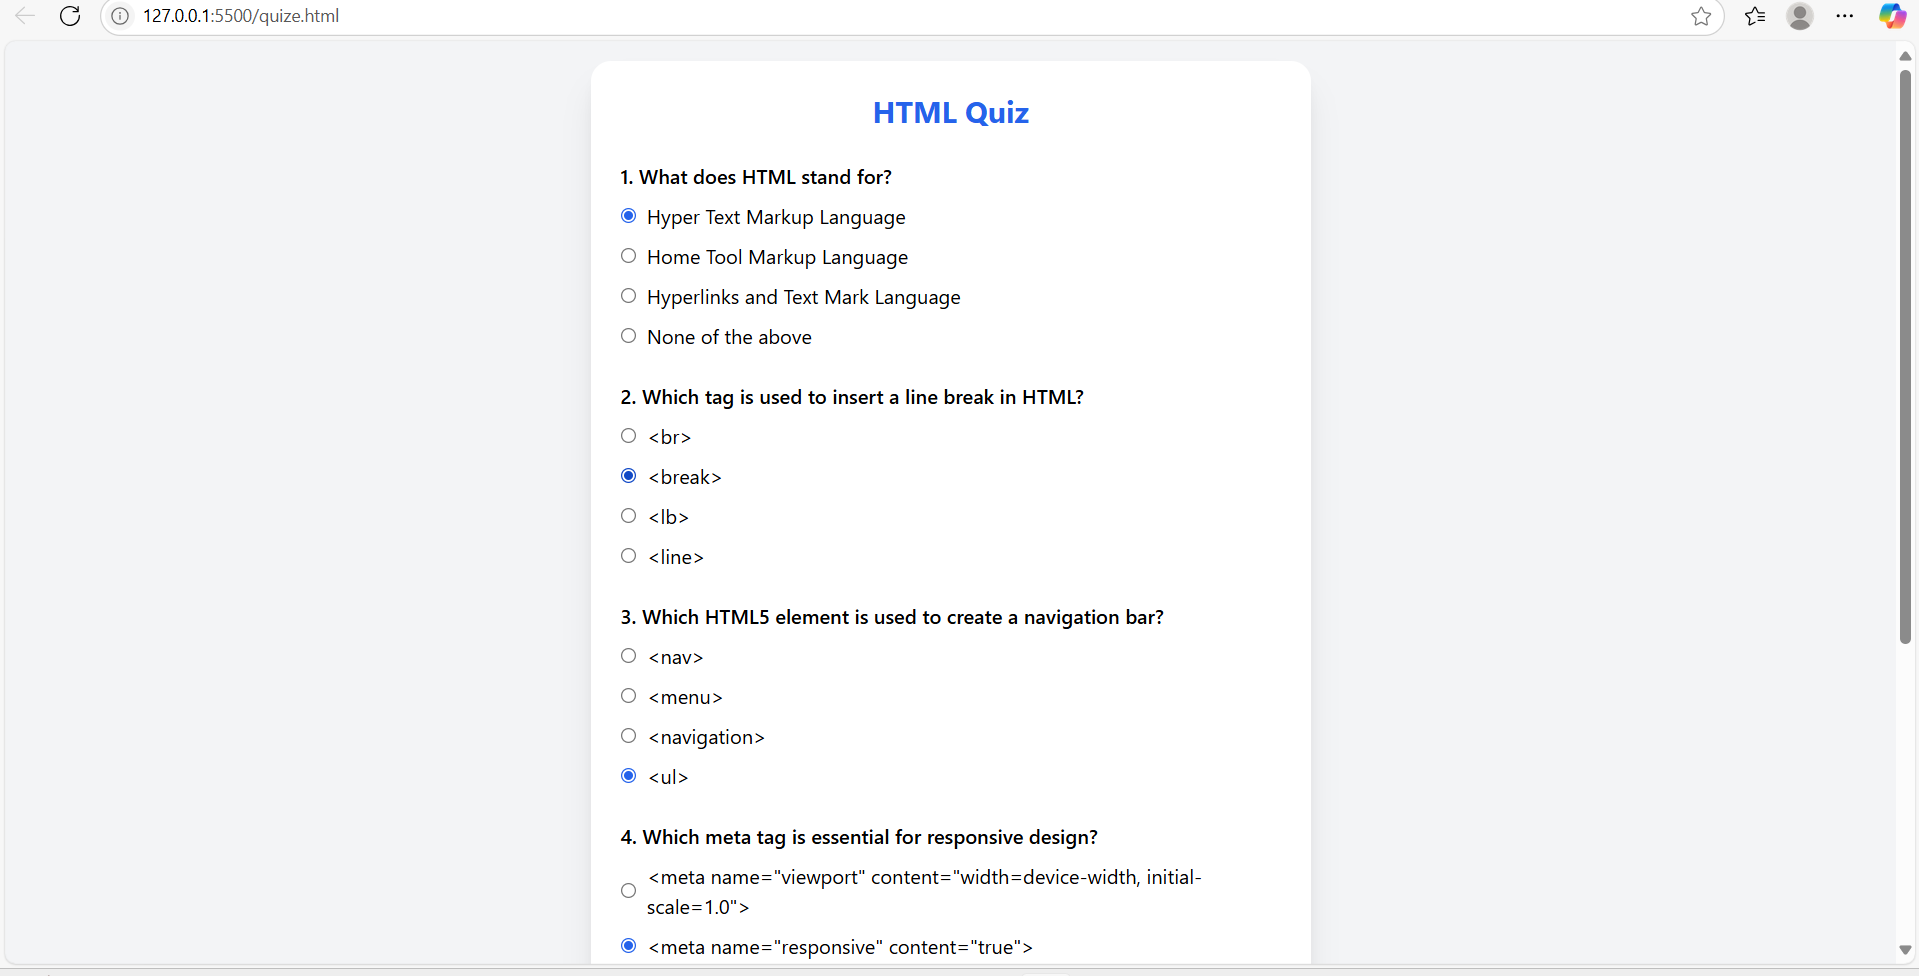 127.0.0.1:5500/quize.html
HTML Quiz
1. What does HTML stand for?
Hyper Text Markup Language
Home Tool Markup Language
Hyperlinks and Text Mark Language
None of the above
2. Which tag is used to insert a line break in HTML?
<br>
<break>
<lb>
<line>
3. Which HTML5 element is used to create a navigation bar?
<nav>
<menu>
<navigation>
<ul>
4. Which meta tag is essential for responsive design?
<meta name="viewport" content="width=device-width, initial-
scale=1.0">
<meta name="responsive" content="true">